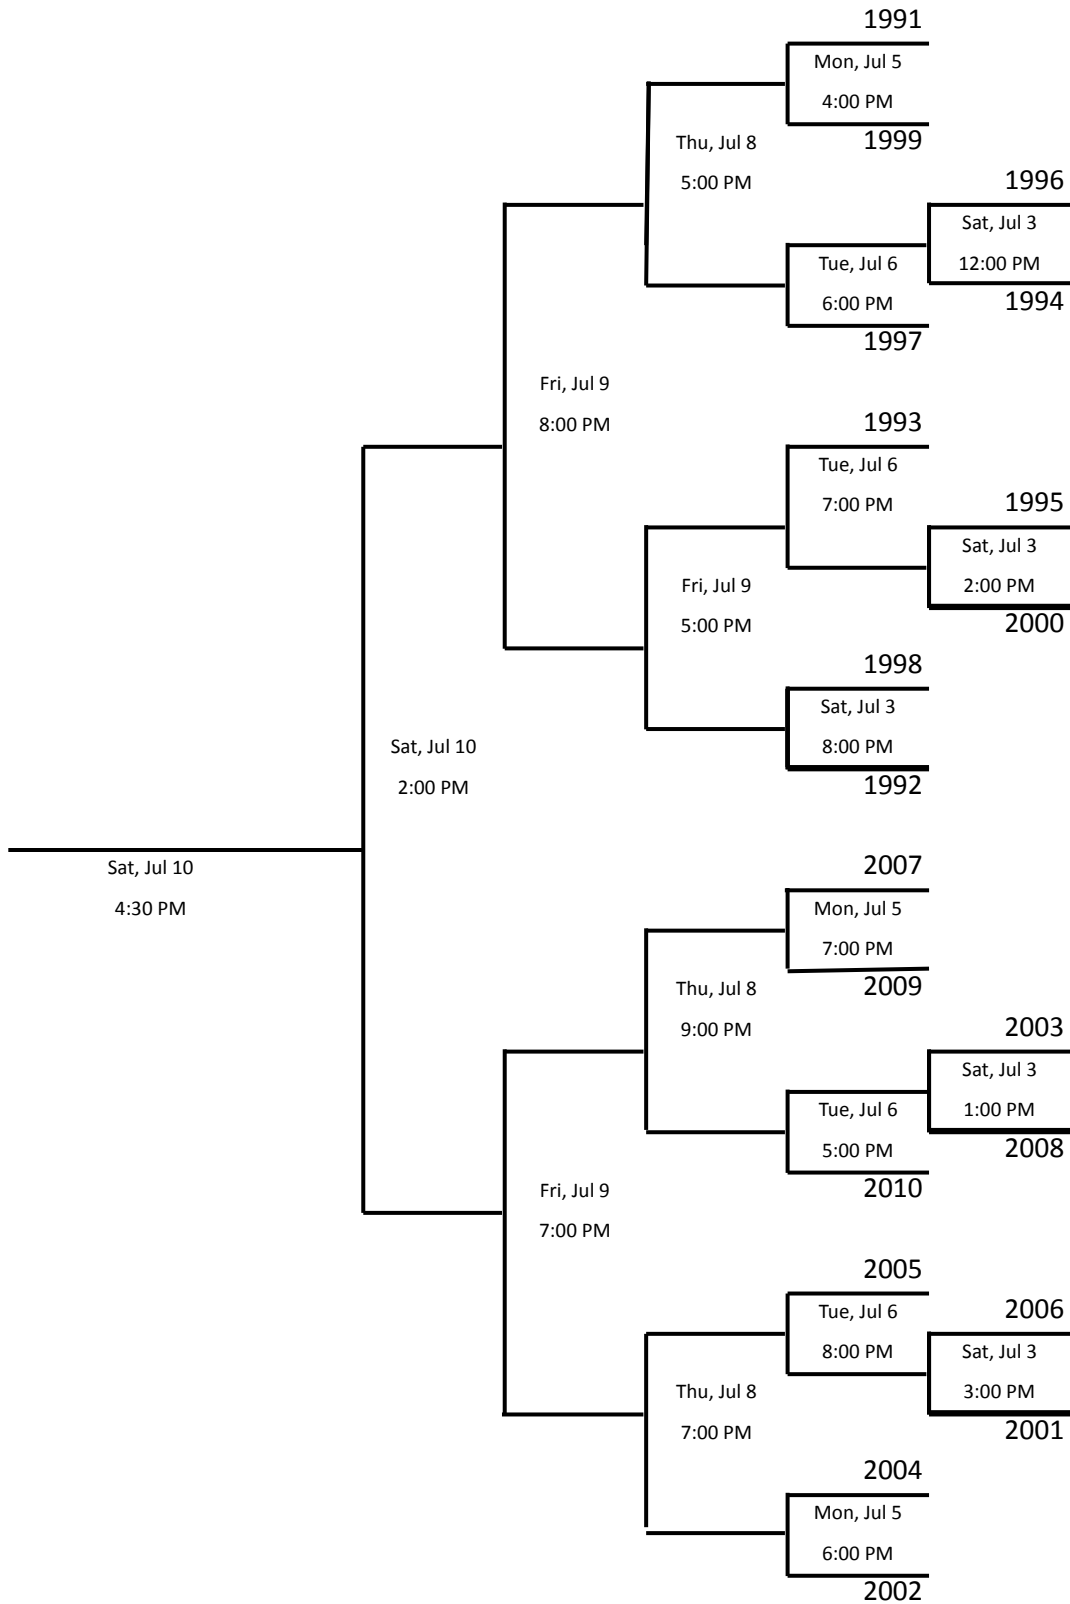 1991
Mon, Jul 5
4:00 PM
1999
Thu, Jul 8
5:00 PM
1996
Sat, Jul 3
12:00 PM
1994
Tue, Jul 6
6:00 PM
1997
Fri, Jul 9
8:00 PM
1993
Tue, Jul 6
7:00 PM
1995
Sat, Jul 3
2:00 PM
2000
Fri, Jul 9
5:00 PM
1998
Sat, Jul 3
8:00 PM
1992
Sat, Jul 10
2:00 PM
Sat, Jul 10
4:30 PM
2007
Mon, Jul 5
7:00 PM
2009
Thu, Jul 8
9:00 PM
2003
Sat, Jul 3
1:00 PM
2008
Tue, Jul 6
5:00 PM
2010
Fri, Jul 9
7:00 PM
2005
Tue, Jul 6
8:00 PM
2006
Sat, Jul 3
3:00 PM
2001
Thu, Jul 8
7:00 PM
2004
Mon, Jul 5
6:00 PM
2002